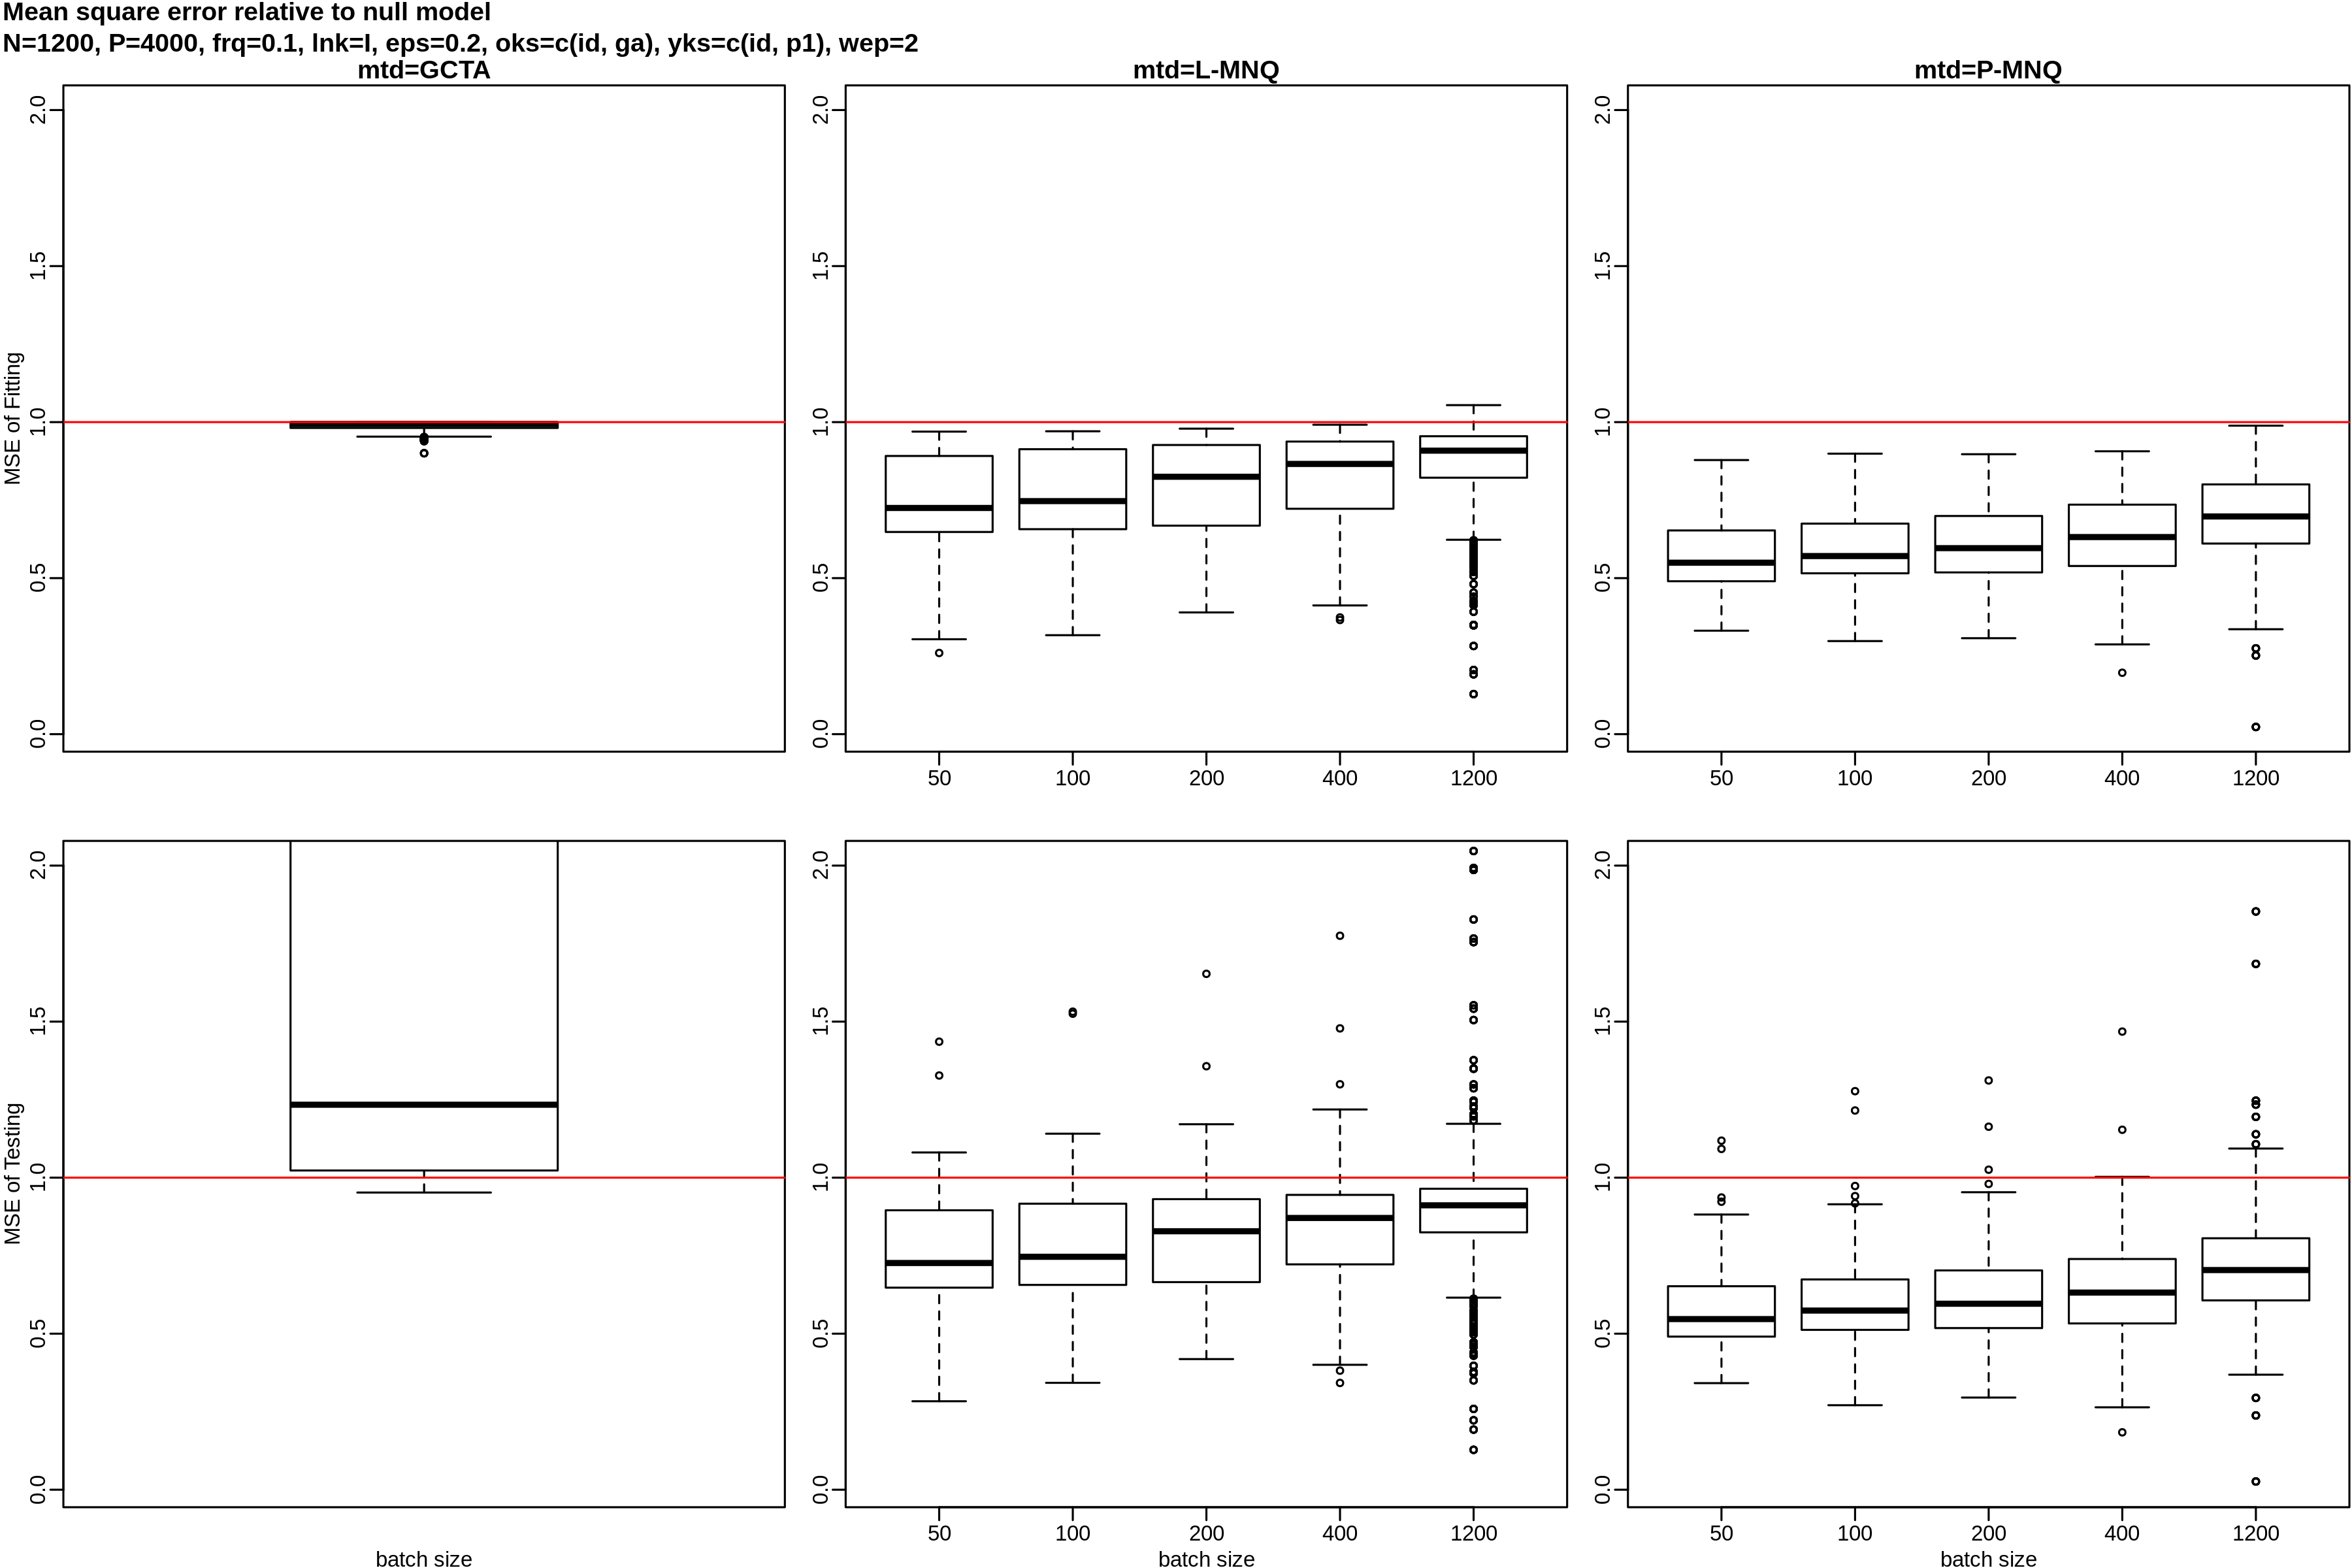 Mean square error relative to null model
N=1200, P=4000, frq=0.1, lnk=I, eps=0.2, oks=c(id, ga), yks=c(id, p1), wep=2
mtd=GCTA
mtd=L-MNQ
mtd=P-MNQ
MSE of Fitting
0.0 0.5 1.0 1.5 2.0
0.0 0.5 1.0 1.5 2.0
50 100 200 400 1200
0.0 0.5 1.0 1.5 2.0
50 100 200 400 1200
MSE of Testing
0.0 0.5 1.0 1.5 2.0
batch size
0.0 0.5 1.0 1.5 2.0
50 100 200 400 1200
batch size
0.0 0.5 1.0 1.5 2.0
50 100 200 400 1200
batch size